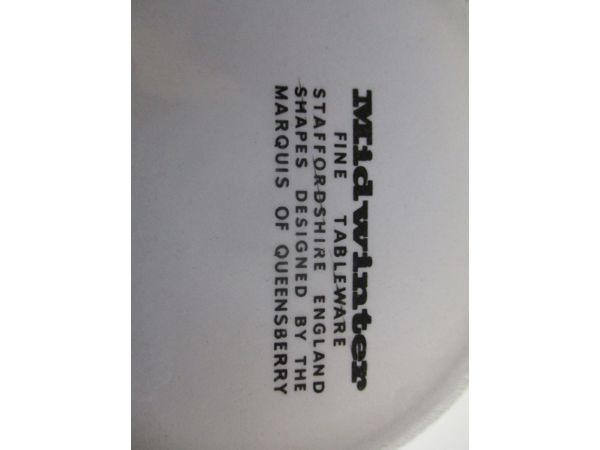 Midwinter
FINE TABLEWARE
STAFFORDSHIRE ENGLAND
SHAPES DESIGNED BY THE
MARQUIS OF QUEENSBERRY